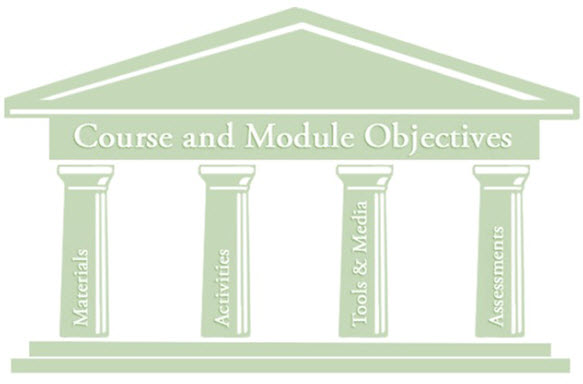 Course and Module Objectives
Materials
Activities
Tools & Media
Assessments